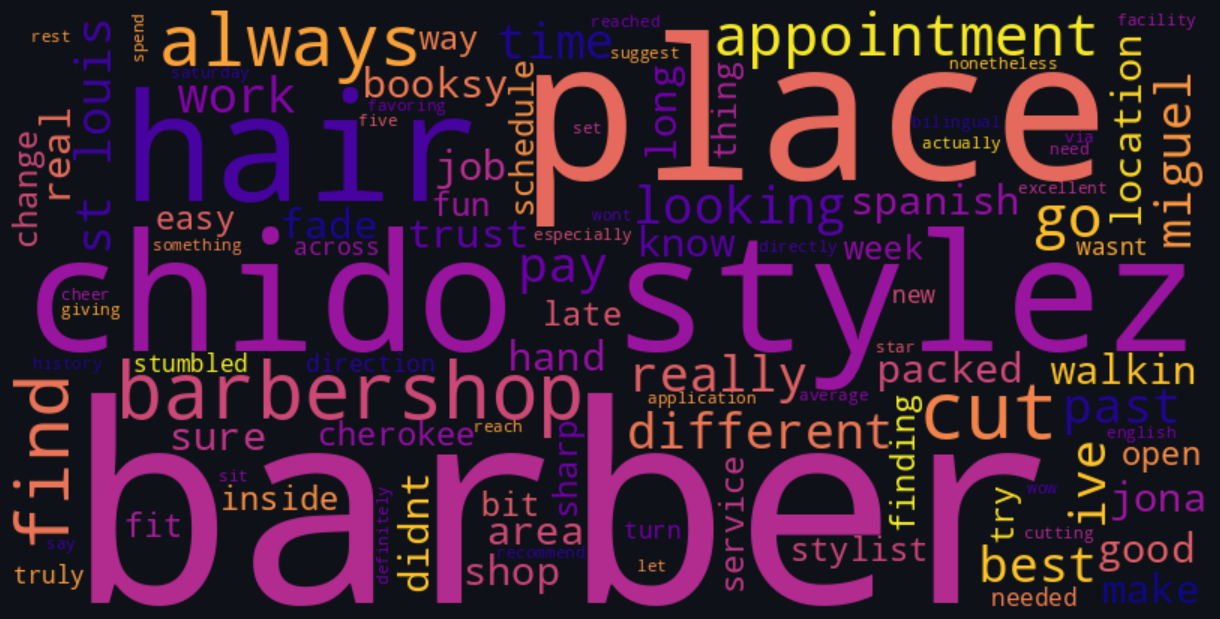 rest
spend
always
way
time
reached
suggest
appointment
facility
saturday
work
booksy
favoring
five
nonetheless
st louis
hair
place
schedule
set
long
thing
bilingual
actually
via
need
location
miguel
change
real
job
fun
looking
spanish
excellent
easy
fade
something
across
trust
especially
wont
know
directly
week
go
wasnt
chido
stylez
cheer
giving
pay
late
new
history
stumbled
direction
hand
star
really
packed
walkin
barbershop
application
average
cut
past
find
sure
cherokee
reach
different
english
sharp
finding
service
live
open
barber
sit
inside
fit
definitely
didnt
bit
area
turn
wow
try
jona
say
recommend
stylist
cutting
good
truly
shop
let
best
needed
make